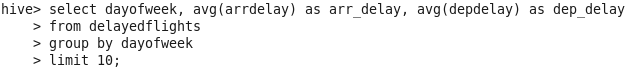 hive> select dayofweek, avg(arrdelay) as arr_delay, avg(depdelay) as dep_delay
    > from delayedflights
    > group by dayofweek
    > limit 10;